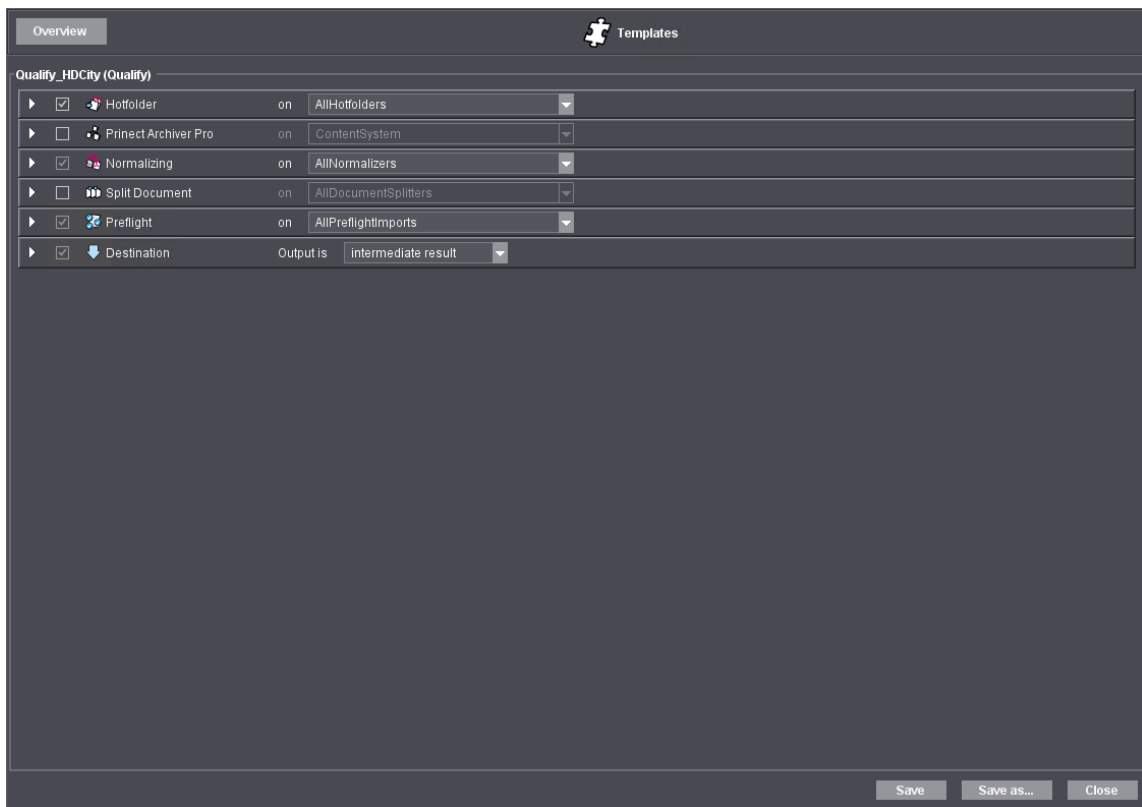 Overview
Templates
Qualify_HDCity (Qualify)
Hotfolder on AllHotfolders
Prinect Archiver Pro on ContentSystem
Normalizing on AllNormalizers
Split Document on AllDocumentSplitters
Preflight on AllPreflightImports
Destination Output is intermediate result
Save Save as... Close